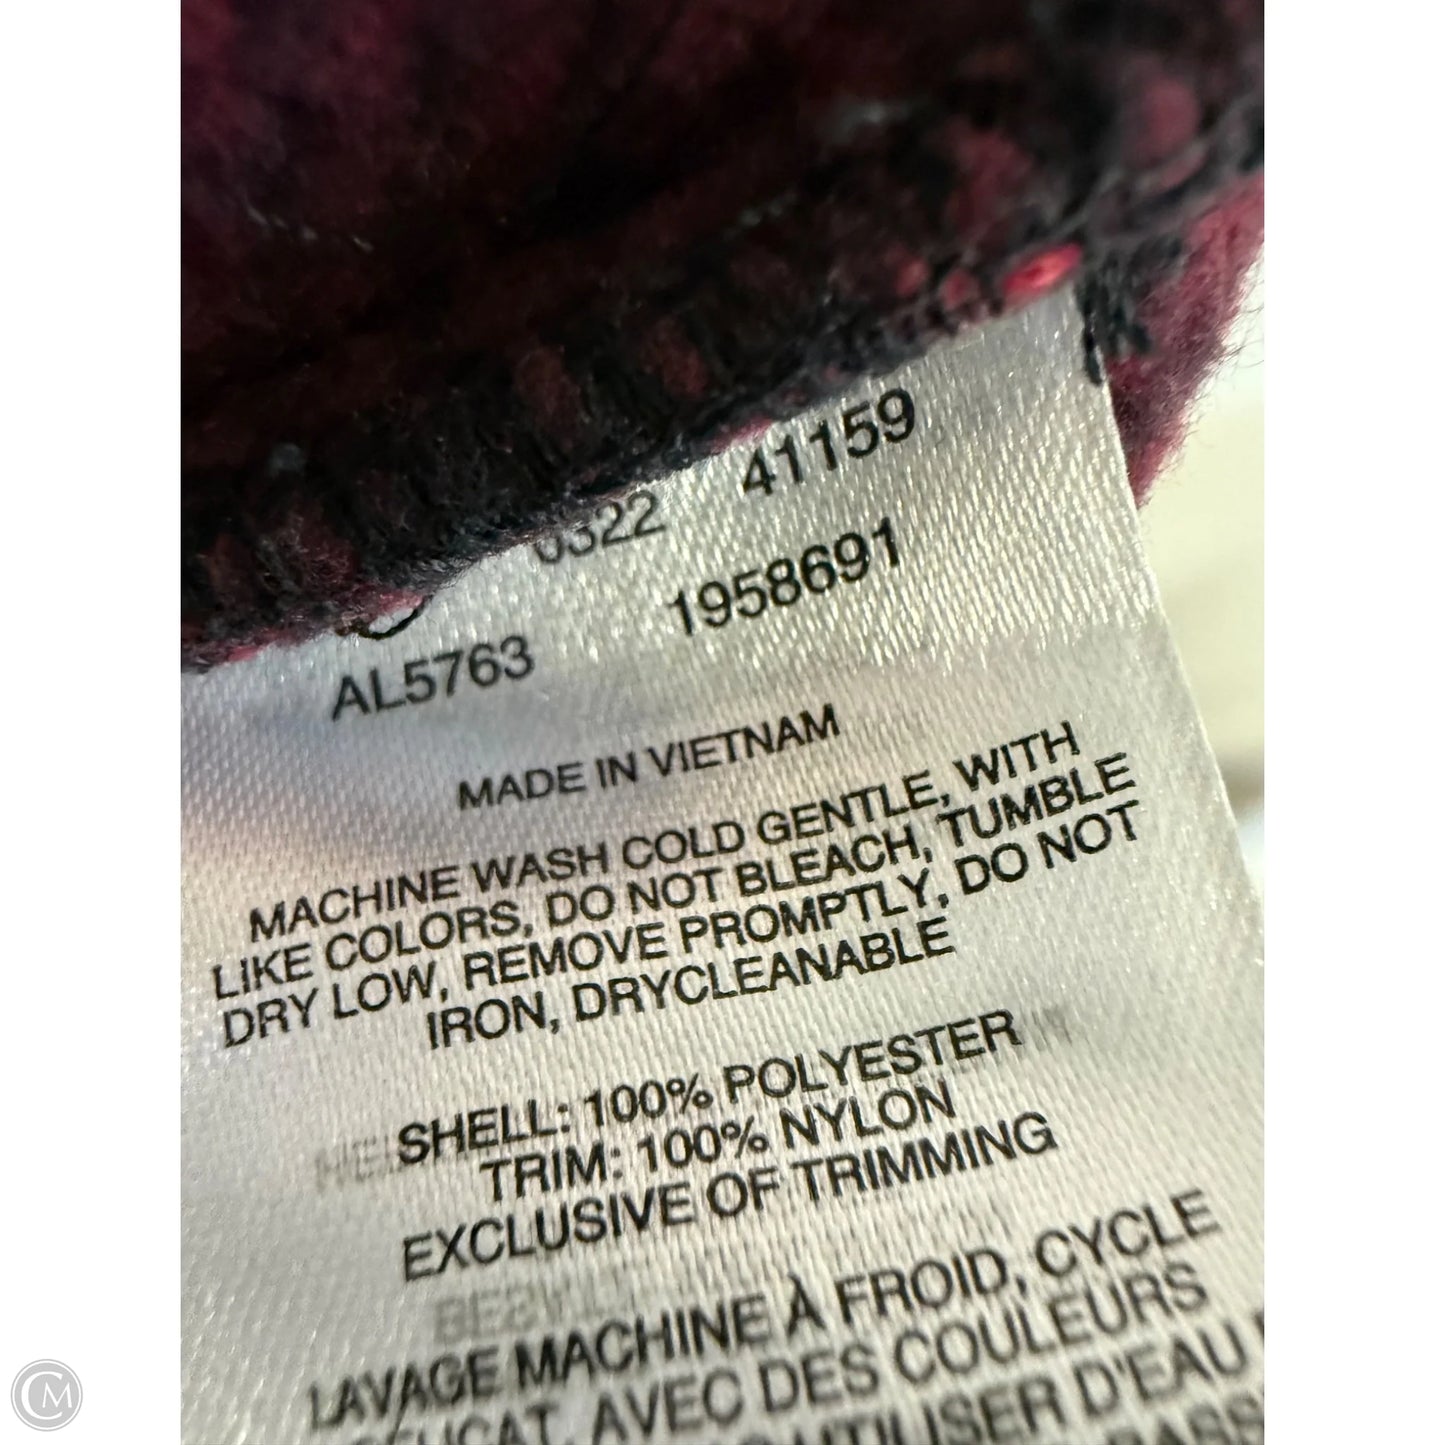 0322 41159
AL5763 1958691
MADE IN VIETNAM
MACHINE WASH COLD GENTLE, WITH
LIKE COLORS, DO NOT BLEACH, TUMBLE
DRY LOW, REMOVE PROMPTLY, DO NOT
IRON, DRYCLEANABLE
SHELL: 100% POLYESTER
TRIM: 100% NYLON
EXCLUSIVE OF TRIMMING
LAVAGE MACHINE À FROID, CYCLE
AVEC DES COULEURS
D'EAU
CM